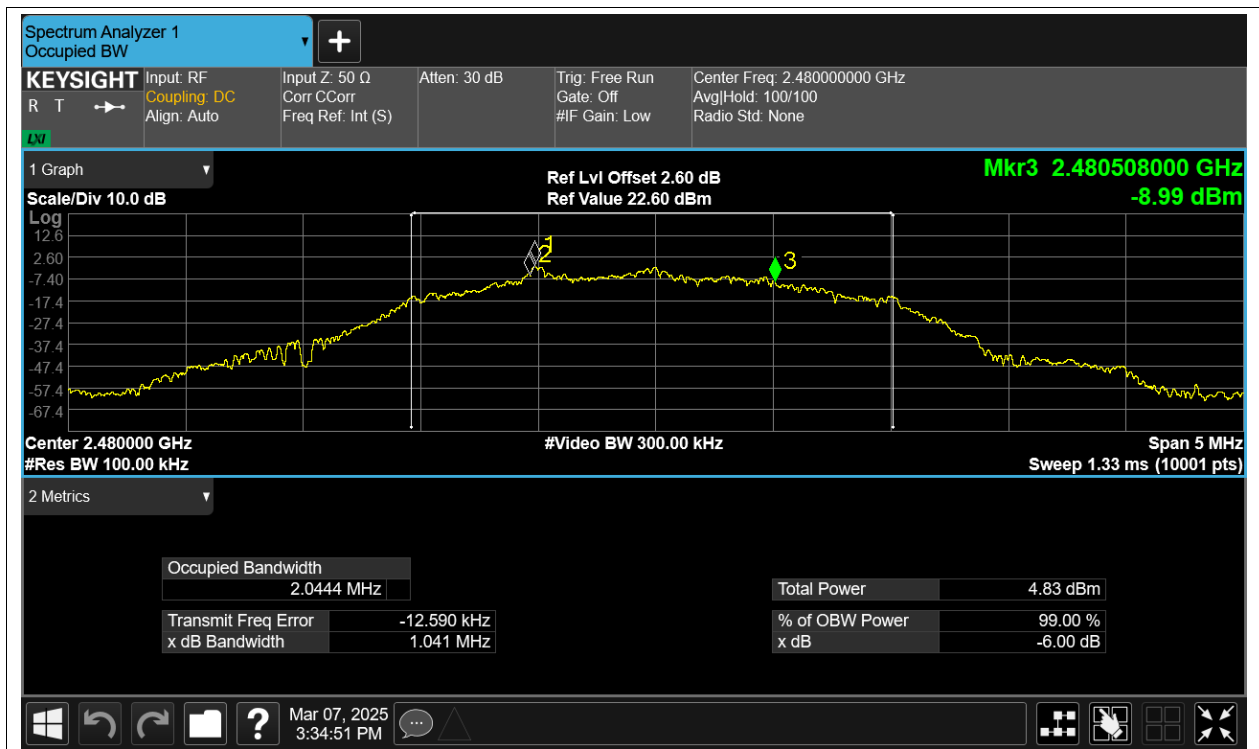 Spectrum Analyzer 1
Occupied BW
KEYSIGHT
R T
LXI
Input: RF
Coupling: DC
Align: Auto
Input Z: 50 Ω
Corr CCorr
Freq Ref: Int (S)
Atten: 30 dB
Trig: Free Run
Gate: Off
#IF Gain: Low
Center Freq: 2.480000000 GHz
Avg|Hold: 100/100
Radio Std: None
1 Graph
Scale/Div 10.0 dB
Ref Lvl Offset 2.60 dB
Ref Value 22.60 dBm
Mkr3 2.480508000 GHz
-8.99 dBm
Log
12.6
2.60
-7.40
-17.4
-27.4
-37.4
-47.4
-57.4
-67.4
1
2
3
Center 2.480000 GHz
#Res BW 100.00 kHz
#Video BW 300.00 kHz
Span 5 MHz
Sweep 1.33 ms (10001 pts)
2 Metrics
Occupied Bandwidth
2.0444 MHz
Transmit Freq Error -12.590 kHz
x dB Bandwidth 1.041 MHz
Total Power 4.83 dBm
% of OBW Power 99.00 %
x dB -6.00 dB
?
Mar 07, 2025
3:34:51 PM